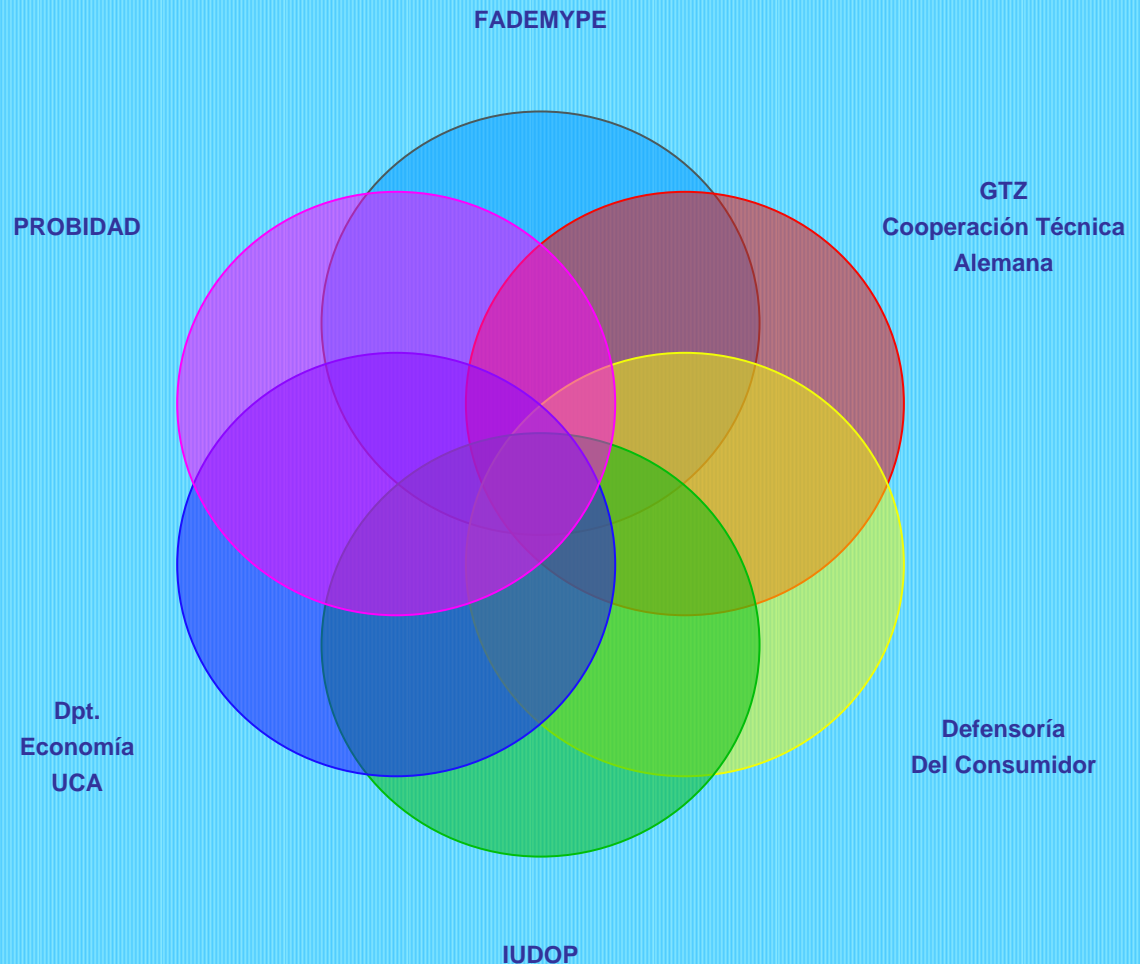 FADEMYPE
PROBIDAD
GTZ
Cooperación Técnica
Alemana
Dpt.
Economía
UCA
Defensoría
Del Consumidor
IUDOP